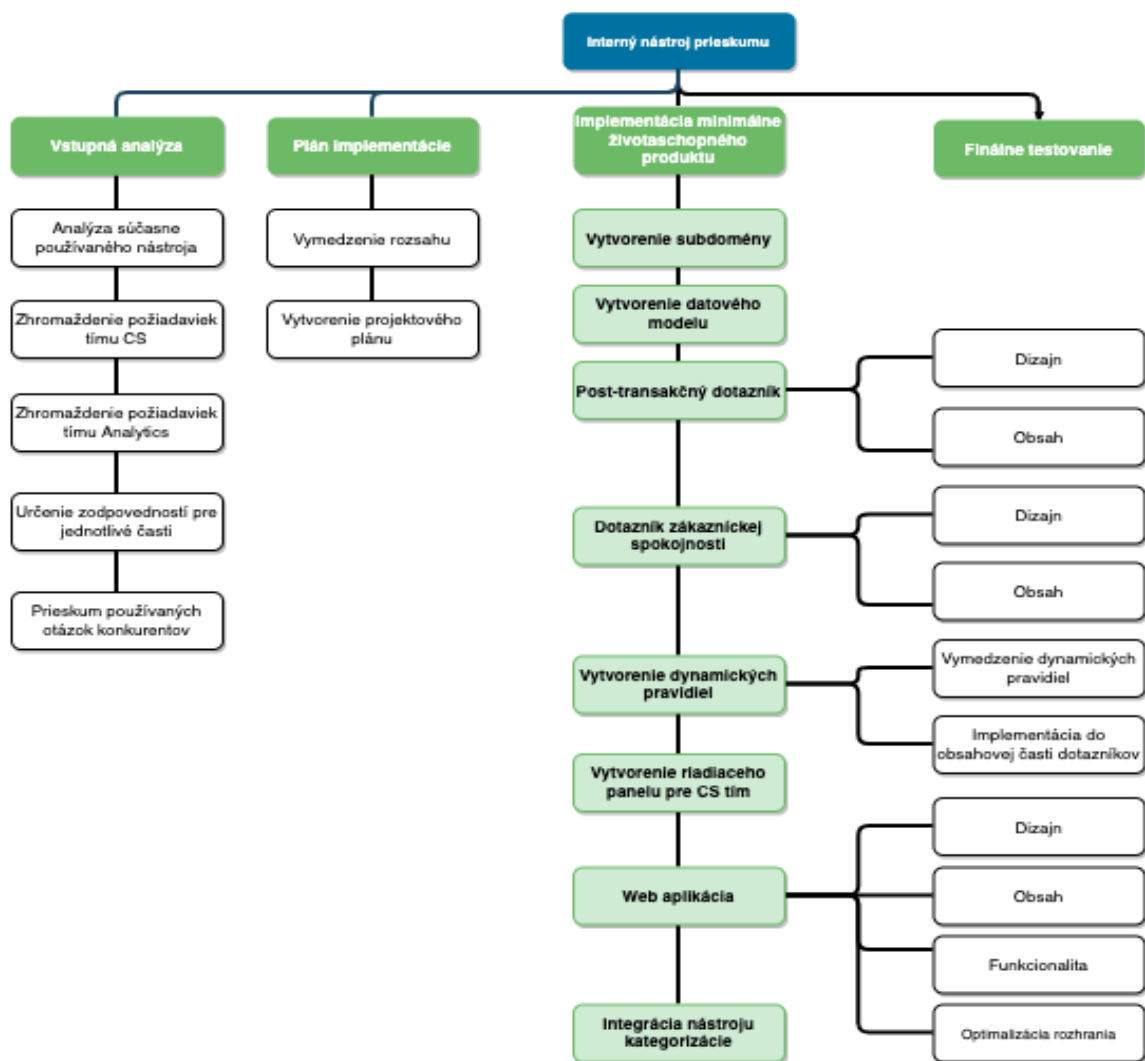 Interný nástroj prieskumu
Vstupná analýza
Plán implementácie
Implementácia minimálne
životaschopného
produktu
Finálne testovanie
Analýza súčasne
používaného nástroja
Zhromaždenie požiadaviek
tímu CS
Zhromaždenie požiadaviek
tímu Analytics
Určenie zodpovedností pre
jednotlivé časti
Prieskum používaných
otázok konkurentov
Vymedzenie rozsahu
Vytvorenie projektového
plánu
Vytvorenie subdomény
Vytvorenie datového
modelu
Post-transakčný dotazník
Dizajn
Obsah
Dotazník zákazníckej
spokojnosti
Dizajn
Obsah
Vytvorenie dynamických
pravidiel
Vymedzenie dynamických
pravidiel
Implementácia do
obsahovej časti dotazníkov
Vytvorenie riadiaceho
panelu pre CS tím
Web aplikácia
Dizajn
Obsah
Funkcionalita
Optimalizácia rozhrania
Integrácia nástroju
kategorizácie